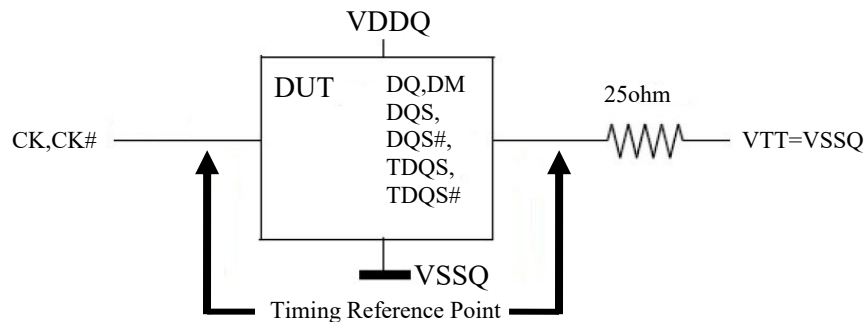 VDDQ
DUT
DQ,DM
DQS,
DQS#,
TDQS,
TDQS#
25ohm
CK,CK#
VTT=VSSQ
VSSQ
Timing Reference Point